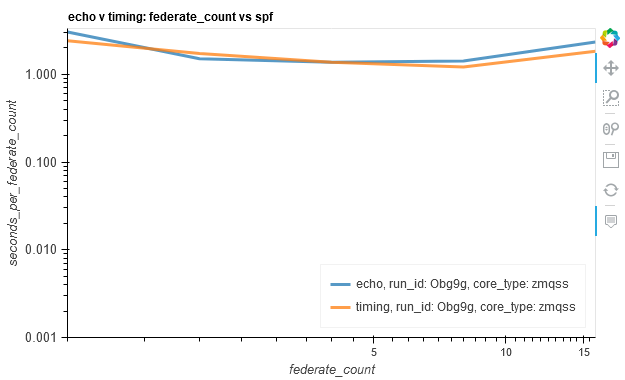 echo v timing: federate_count vs spf
1.000
0.100
0.010
0.001
seconds_per_federate_count
echo, run_id: Obg9g, core_type: zmqss
timing, run_id: Obg9g, core_type: zmqss
5
10
15
federate_count